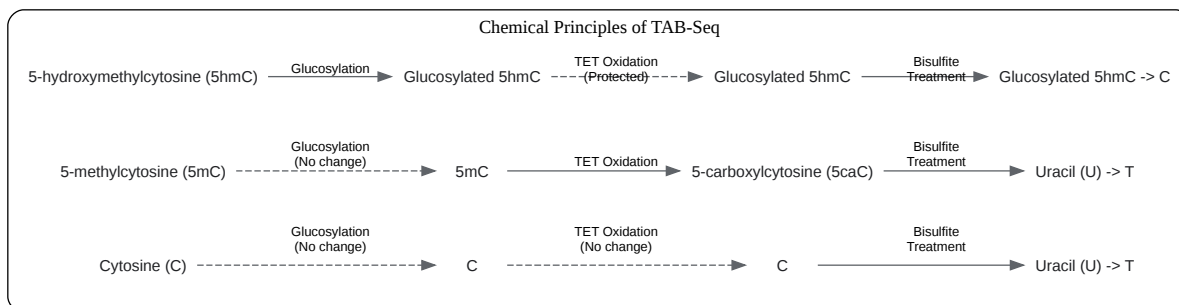 Chemical Principles of TAB-Seq
5-hydroxymethylcytosine (5hmC)
Glucosylation
Glucosylated 5hmC
TET Oxidation
(Protected)
Glucosylated 5hmC
Bisulfite
Treatment
Glucosylated 5hmC -> C
5-methylcytosine (5mC)
Glucosylation
(No change)
5mC
TET Oxidation
5-carboxylcytosine (5caC)
Bisulfite
Treatment
Uracil (U) -> T
Cytosine (C)
Glucosylation
(No change)
C
TET Oxidation
(No change)
C
Bisulfite
Treatment
Uracil (U) -> T